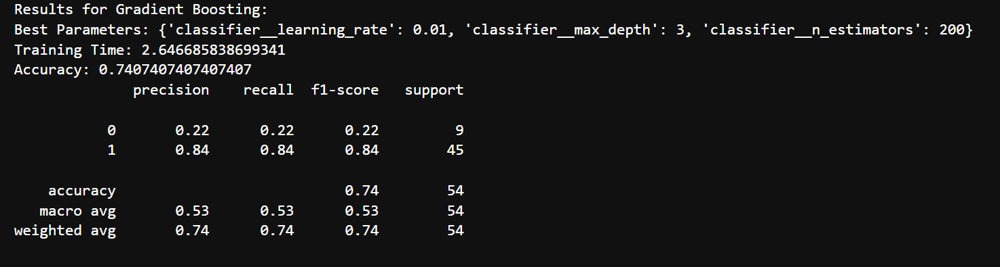 Results for Gradient Boosting:
Best Parameters: {'classifier__learning_rate': 0.01, 'classifier__max_depth': 3, 'classifier__n_estimators': 200}
Training Time: 2.646685838699341
Accuracy: 0.7407407407407407
              precision    recall  f1-score   support

           0       0.22      0.22      0.22         9
           1       0.84      0.84      0.84        45

    accuracy                           0.74        54
   macro avg       0.53      0.53      0.53        54
weighted avg       0.74      0.74      0.74        54